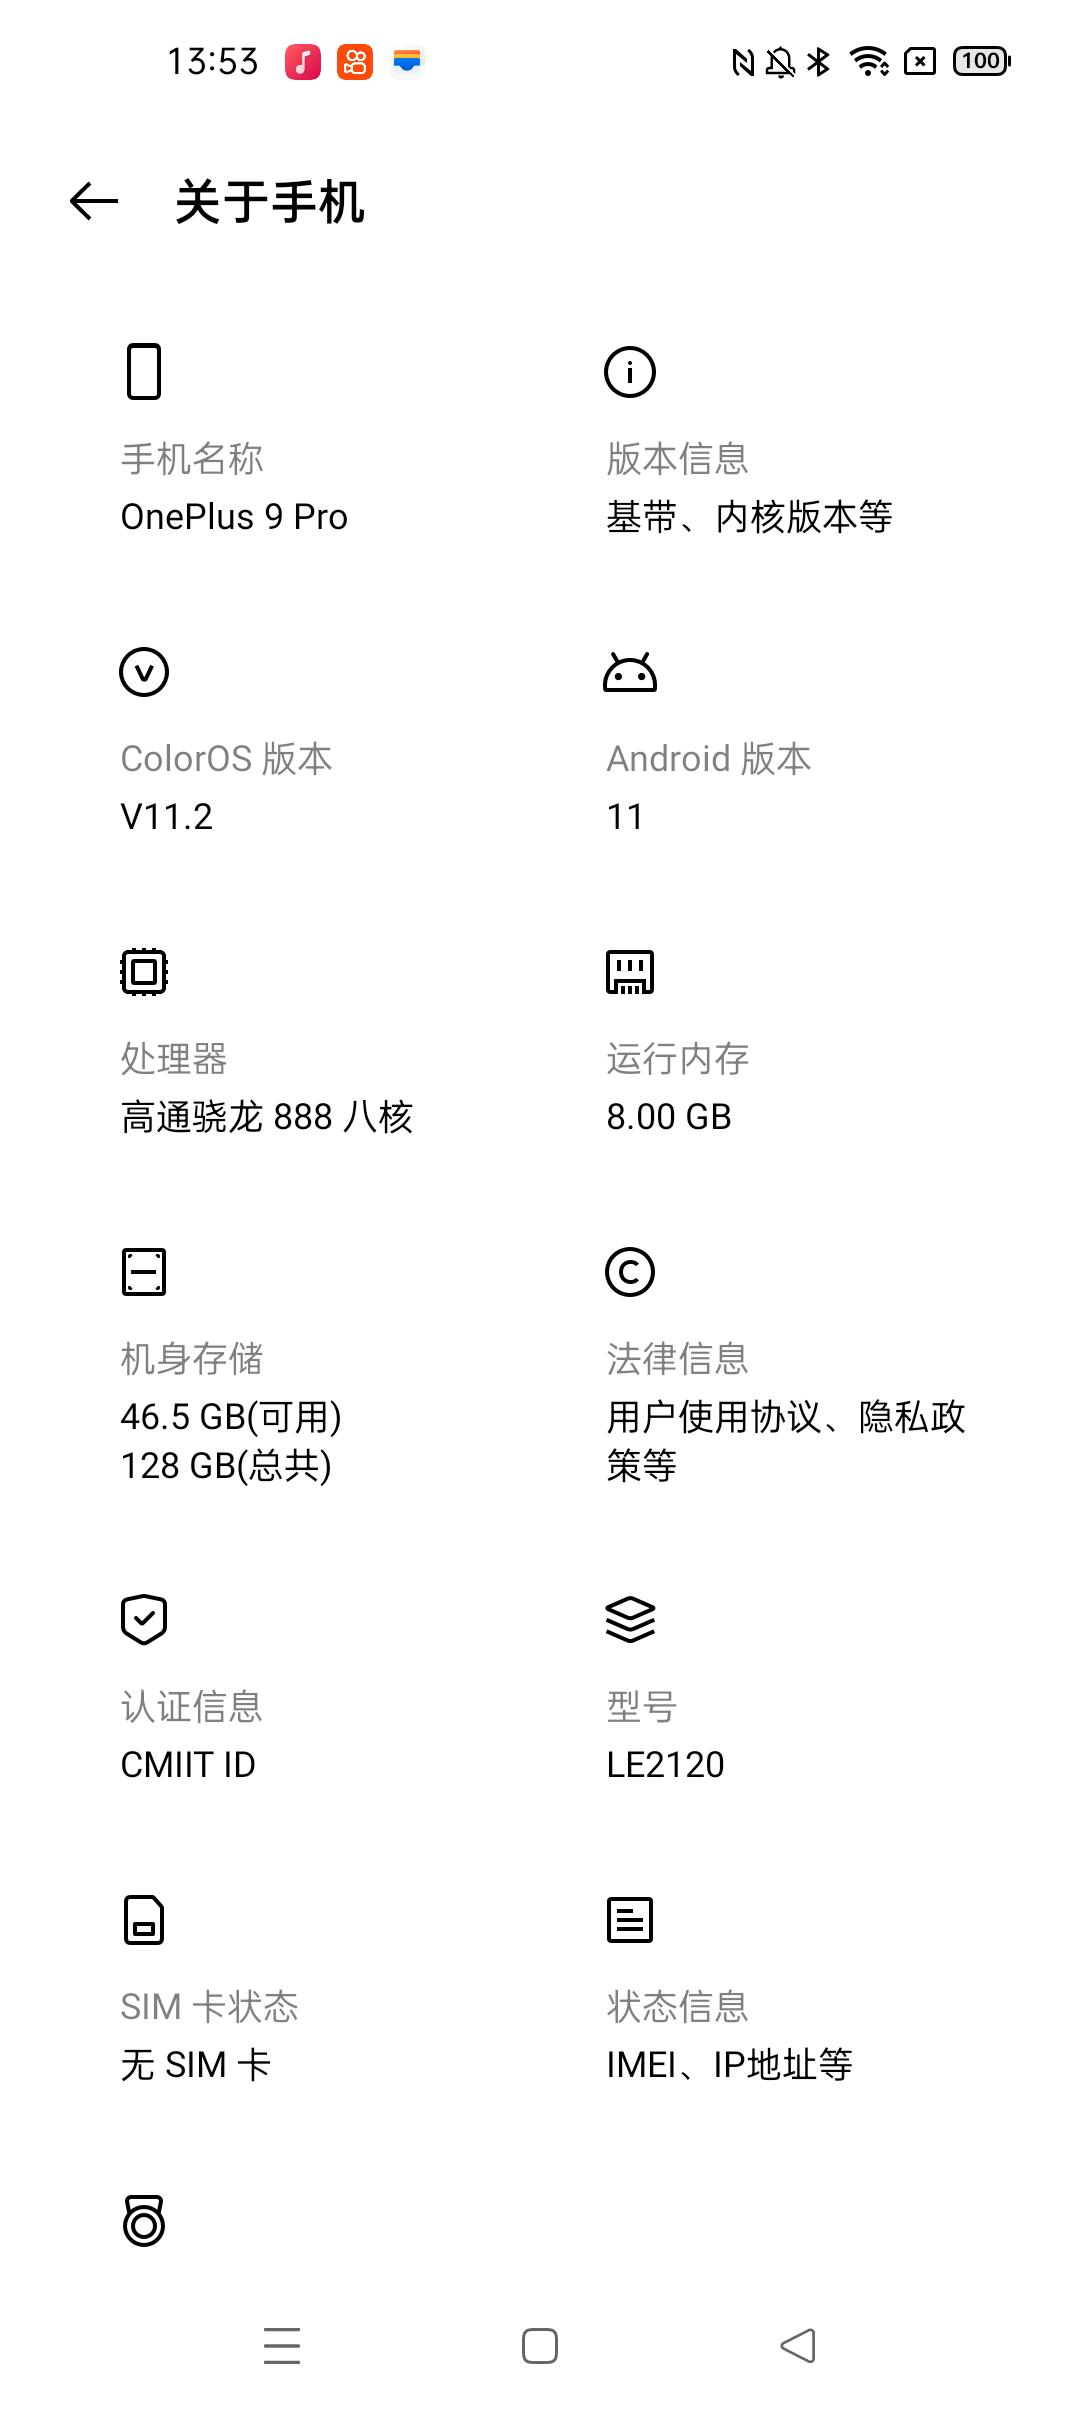 13:53
100
关于手机
手机名称
OnePlus 9 Pro
版本信息
基带、内核版本等
ColorOS 版本
V11.2
Android 版本
11
处理器
高通骁龙 888 八核
运行内存
8.00 GB
机身存储
46.5 GB(可用)
128 GB(总共)
法律信息
用户使用协议、隐私政
策等
认证信息
CMIIT ID
型号
LE2120
SIM 卡状态
无 SIM 卡
状态信息
IMEI、IP地址等